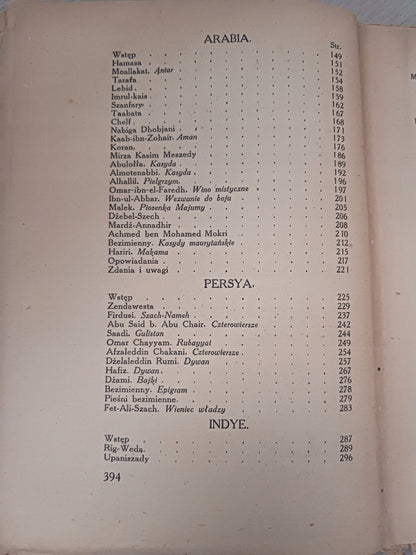 ARABIA.
Str.
Wstęp 149
Hamasa 151
Moallakat. Antar 152
Tarafa 154
Lebid 158
Imrul-kais 159
Szanfary 162
Taabata 167
Chelf 168
Nabiga Dhobjani 171
Kaab-ibn-Zohair. Aman 173
Koran 176
Mirza Kasim Meszedy 186
Abulołła. Kasyda 189
Almotenabbi. Kasyda 192
Alhallil. Pielgrzym 196
Omar-ibn-el-Faredh. Wino mistyczne 197
Ibn-ul-Abbar. Wezwanie do boju 201
Malek. Piosenka Majumy 205
Dżebel-Szech 206
Mardż-Annadhir 208
Achmed ben Mohamed Mokri 210
Bezimienny. Kasydy maurytańskie 212
Hariri. Makama 215
Opowiadania 217
Zdania i uwagi 221
PERSYA.
Wstęp 225
Zendawesta 229
Firdusi. Szach-Nameh 237
Abu Said b. Abu Chair. Czterowiersze 242
Saadi. Gulistan 244
Omar Chayyam. Rubayyat 249
Afzaleddin Chakani. Czterowiersze 254
Dżelaleddin Rumi. Dywan 257
Hafiz. Dywan 267
Dżami. Bajki 276
Bezimienny. Epigram 278
Pieśni bezimienne 279
Fet-Ali-Szach. Wieniec władzy 283
INDYE.
Wstęp 287
Rig-Weda 289
Upaniszady 296
394